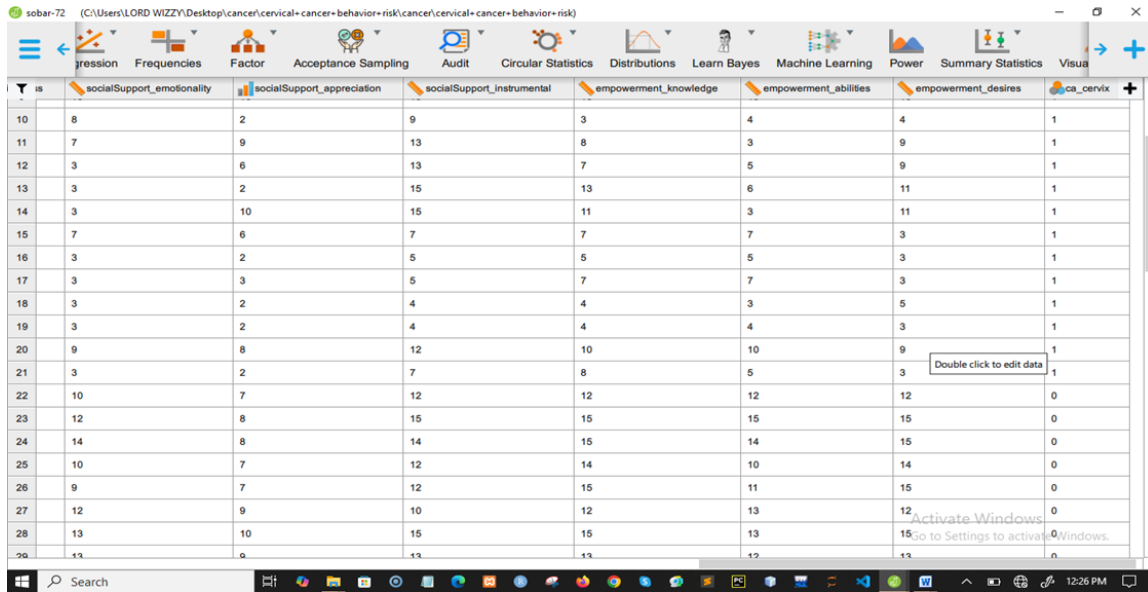 sobar-72 (C:\Users\LORD WIZZY\Desktop\cancer\cervical+cancer+behavior+risk\cancer\cervical+cancer+behavior+risk)
gression Frequencies Factor Acceptance Sampling Audit Circular Statistics Distributions Learn Bayes Machine Learning Power Summary Statistics Visua
socialSupport_emotionality socialSupport_appreciation socialSupport_instrumental empowerment_knowledge empowerment_abilities empowerment_desires ca_cervix
10 8 2 9 3 4 4 1
11 7 9 13 8 3 9 1
12 3 6 13 7 5 9 1
13 3 2 15 13 6 11 1
14 3 10 15 11 3 11 1
15 7 6 7 7 7 3 1
16 3 2 5 5 5 3 1
17 3 3 5 7 7 3 1
18 3 2 4 4 3 5 1
19 3 2 4 4 4 3 1
20 9 8 12 10 10 9 1
Double click to edit data
21 3 2 7 8 5 3 1
22 10 7 12 12 12 12 0
23 12 8 15 15 15 15 0
24 14 8 14 15 14 15 0
25 10 7 12 14 10 14 0
26 9 7 12 15 11 15 0
27 12 9 10 12 13 12 0
Activate Windows
28 13 10 15 15 13 15 0
Go to Settings to activate Windows.
29 13 9 13 13 12 13 0
Search 12:26 PM